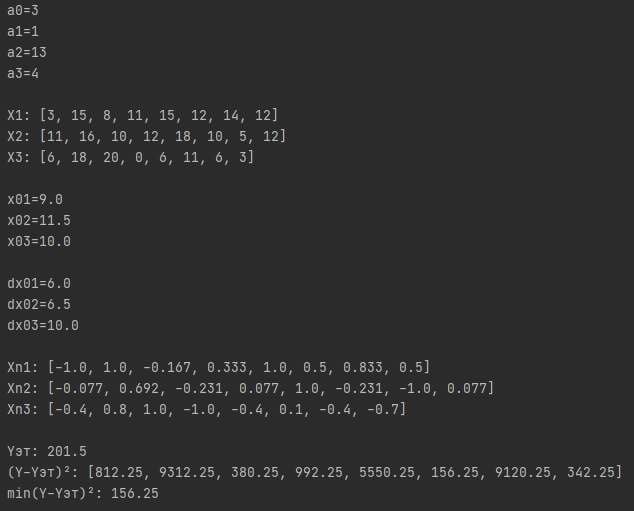 a0=3
a1=1
a2=13
a3=4
X1: [3, 15, 8, 11, 15, 12, 14, 12]
X2: [11, 16, 10, 12, 18, 10, 5, 12]
X3: [6, 18, 20, 0, 6, 11, 6, 3]
x01=9.0
x02=11.5
x03=10.0
dx01=6.0
dx02=6.5
dx03=10.0
Xn1: [-1.0, 1.0, -0.167, 0.333, 1.0, 0.5, 0.833, 0.5]
Xn2: [-0.077, 0.692, -0.231, 0.077, 1.0, -0.231, -1.0, 0.077]
Xn3: [-0.4, 0.8, 1.0, -1.0, -0.4, 0.1, -0.4, -0.7]
Yэт: 201.5
(Y-Yэт)²: [812.25, 9312.25, 380.25, 992.25, 5550.25, 156.25, 9120.25, 342.25]
min(Y-Yэт)²: 156.25